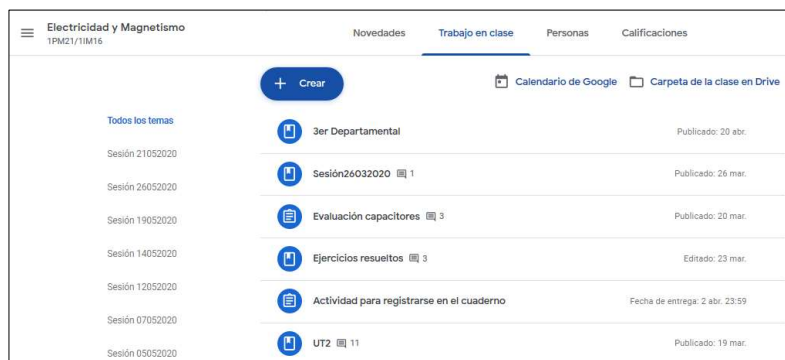 Electricidad y Magnetismo
1PM21/1IM16
Novedades
Trabajo en clase
Personas
Calificaciones
Crear
Calendario de Google
Carpeta de la clase en Drive
Todos los temas
Sesión 21052020
Sesión 26052020
Sesión 19052020
Sesión 14052020
Sesión 12052020
Sesión 07052020
Sesión 05052020
3er Departamental
Publicado: 20 abr.
Sesión26032020 1
Publicado: 26 mar.
Evaluación capacitores 3
Publicado: 20 mar.
Ejercicios resueltos 3
Editado: 23 mar.
Actividad para registrarse en el cuaderno
Fecha de entrega: 2 abr. 23:59
UT2 11
Publicado: 19 mar.